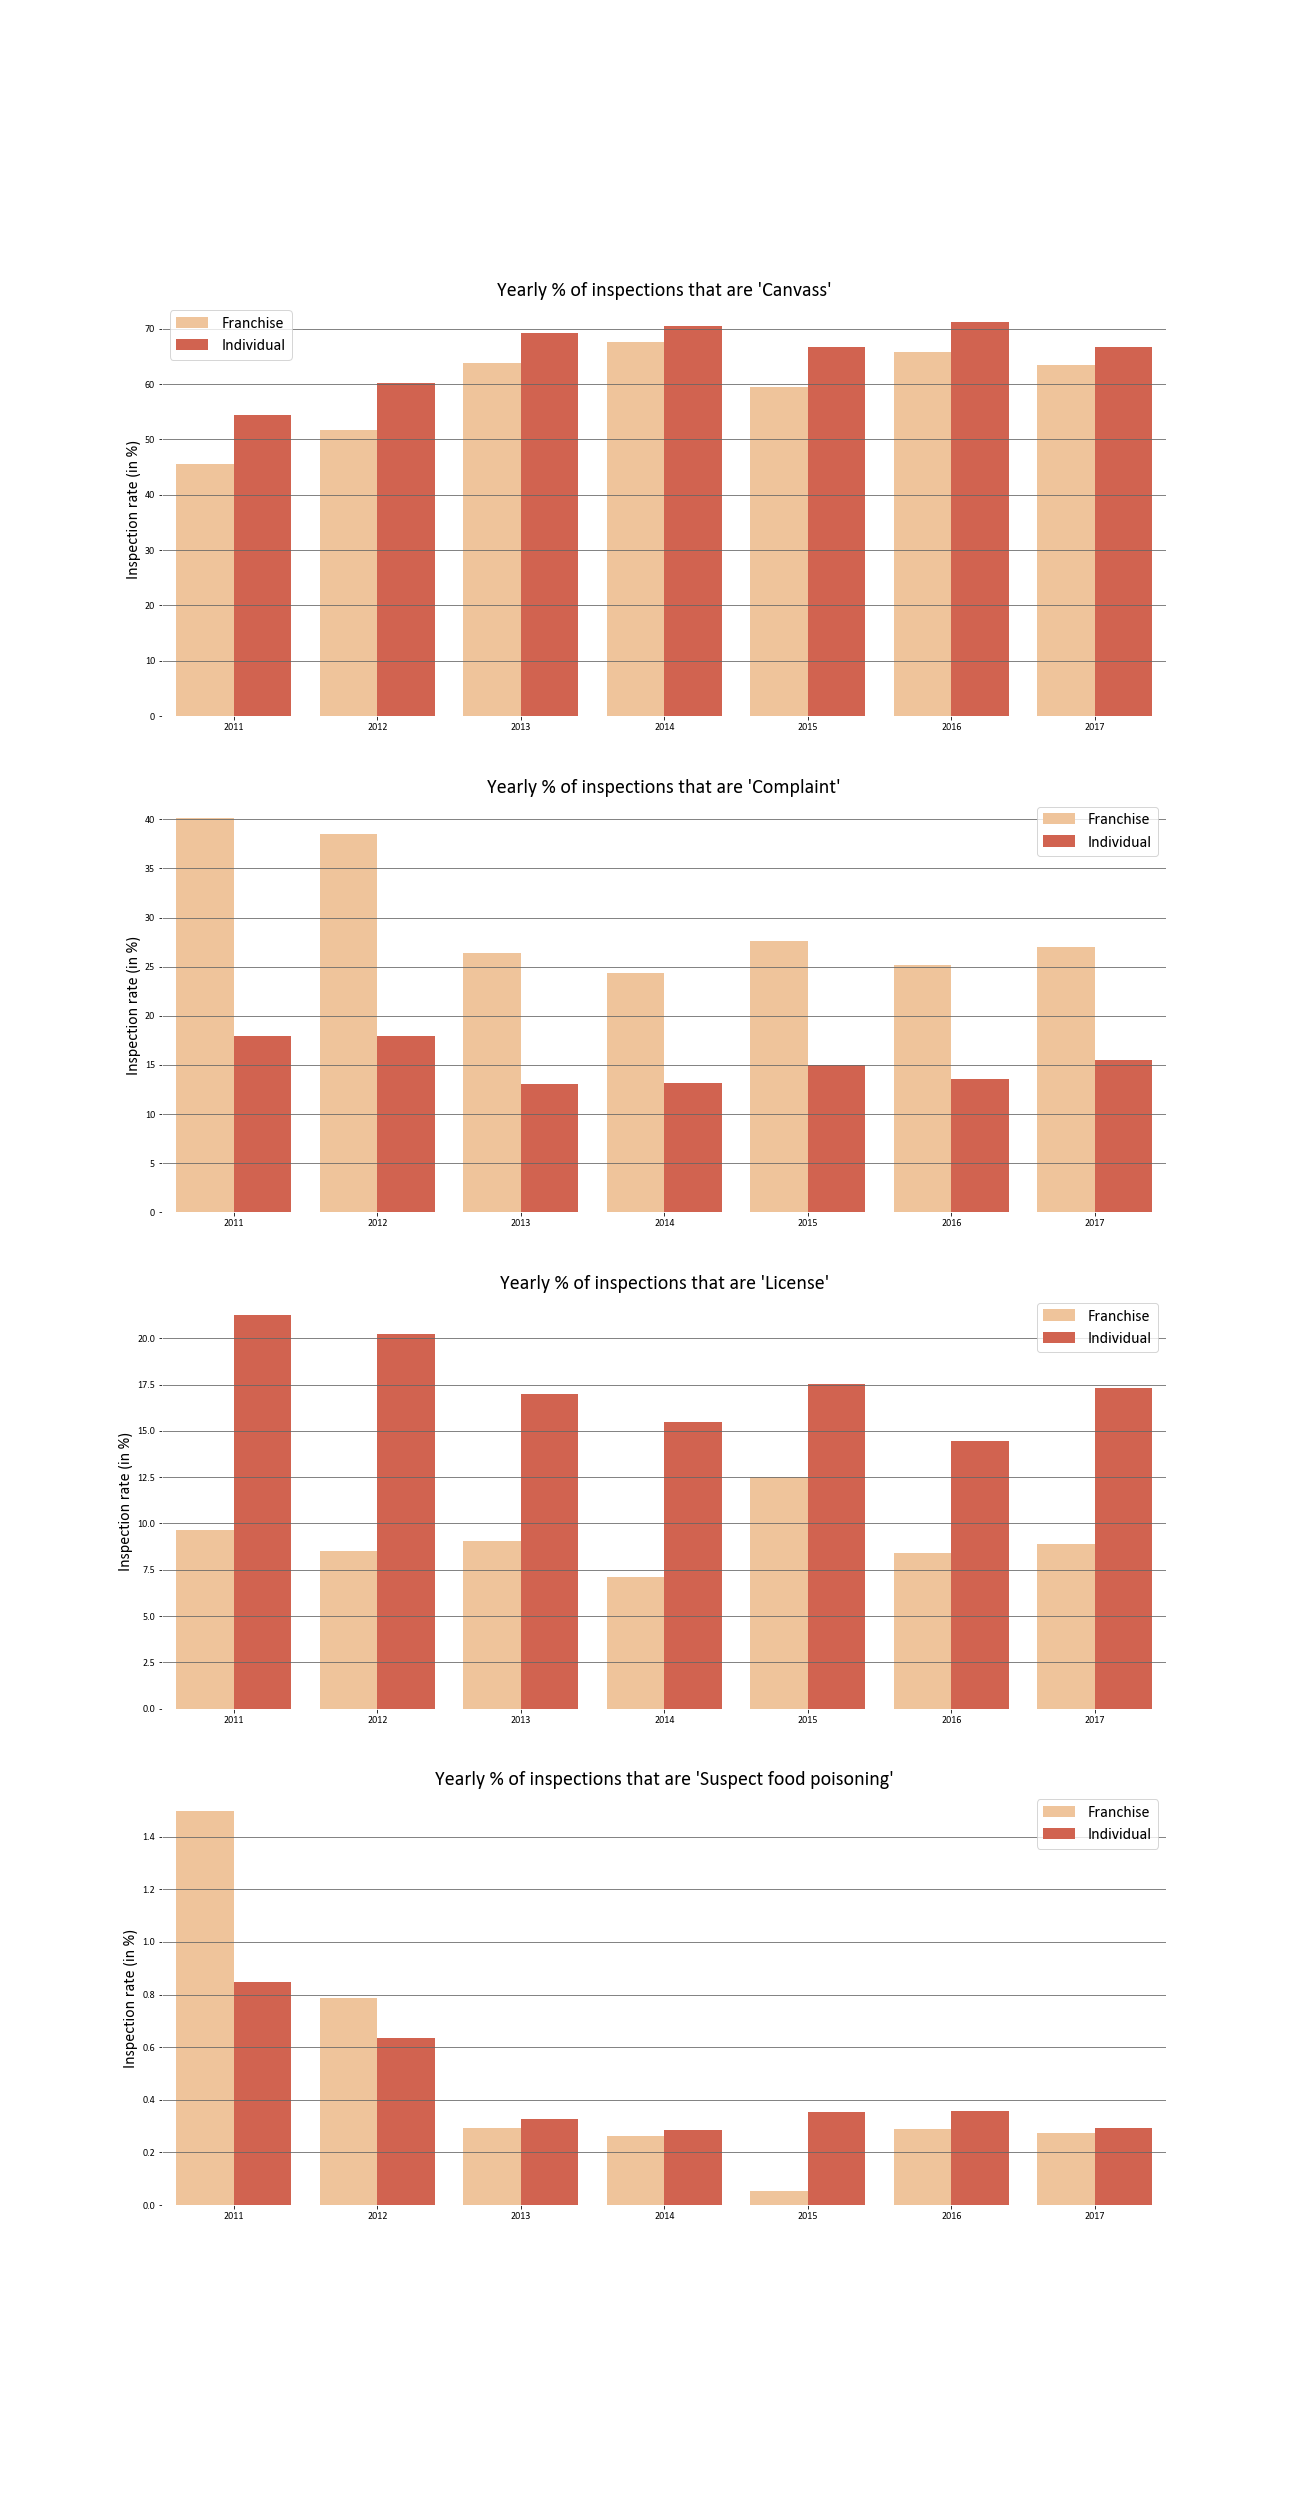 Yearly % of inspections that are 'Canvass'
Franchise
Individual
Inspection rate (in %)
70
60
50
40
30
20
10
0
2011 2012 2013 2014 2015 2016 2017
Yearly % of inspections that are 'Complaint'
Franchise
Individual
Inspection rate (in %)
40
35
30
25
20
15
10
5
0
2011 2012 2013 2014 2015 2016 2017
Yearly % of inspections that are 'License'
Franchise
Individual
Inspection rate (in %)
20.0
17.5
15.0
12.5
10.0
7.5
5.0
2.5
0.0
2011 2012 2013 2014 2015 2016 2017
Yearly % of inspections that are 'Suspect food poisoning'
Franchise
Individual
Inspection rate (in %)
1.4
1.2
1.0
0.8
0.6
0.4
0.2
0.0
2011 2012 2013 2014 2015 2016 2017